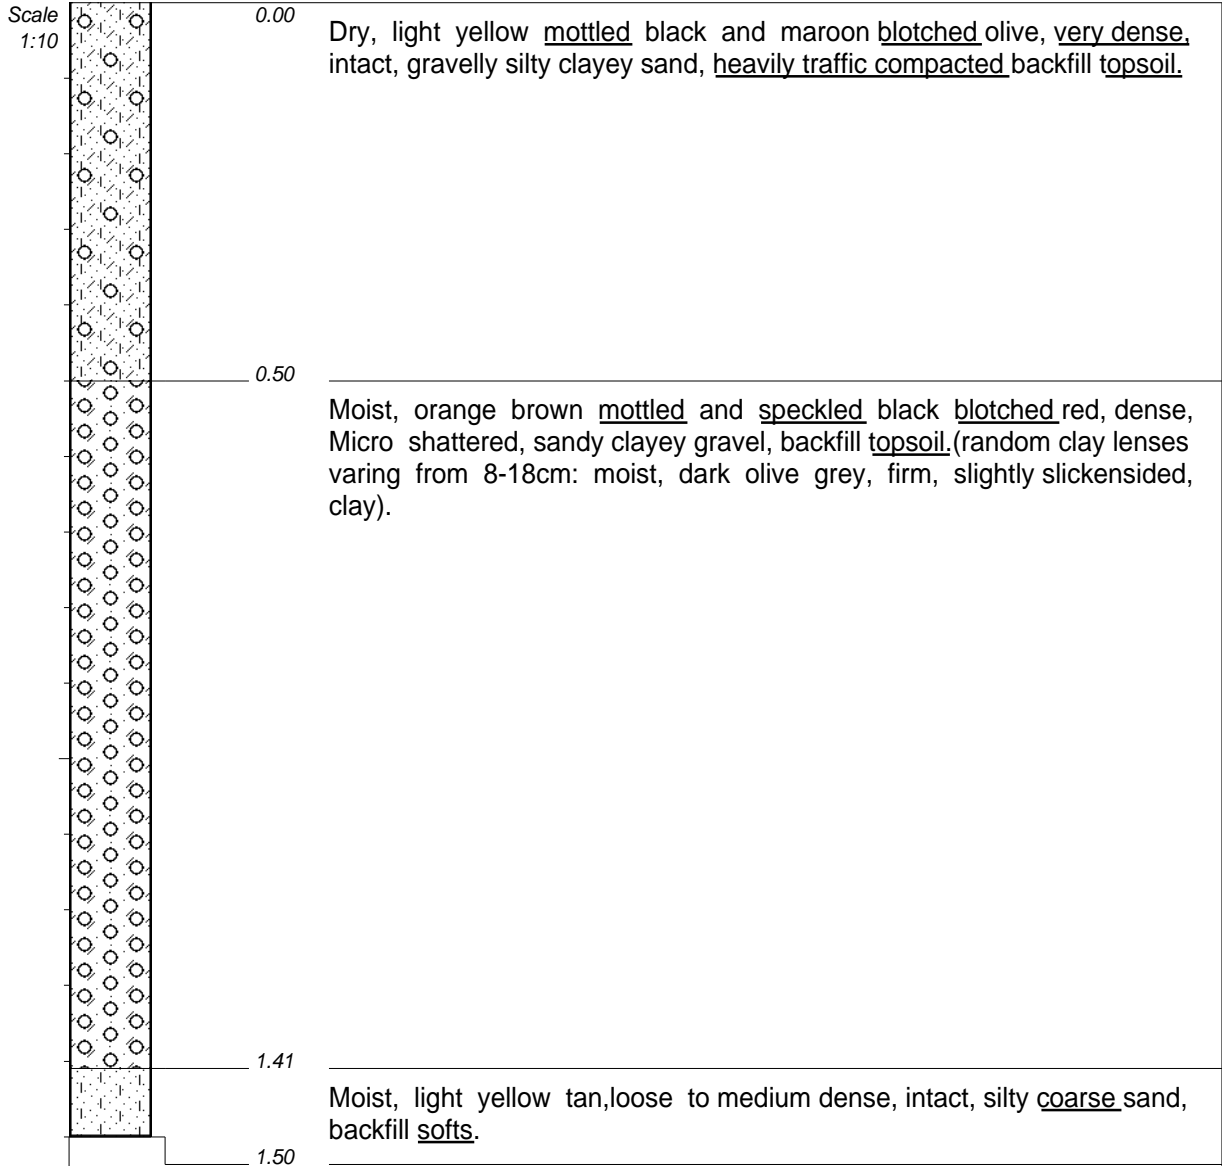 Scale
1:10
0.00
Dry, light yellow mottled black and maroon blotched olive, very dense,
intact, gravelly silty clayey sand, heavily traffic compacted backfill topsoil.
0.50
Moist, orange brown mottled and speckled black blotched red, dense,
Micro shattered, sandy clayey gravel, backfill topsoil.(random clay lenses
varing from 8-18cm: moist, dark olive grey, firm, slightly slickensided,
clay).
1.41
Moist, light yellow tan,loose to medium dense, intact, silty coarse sand,
backfill softs.
1.50